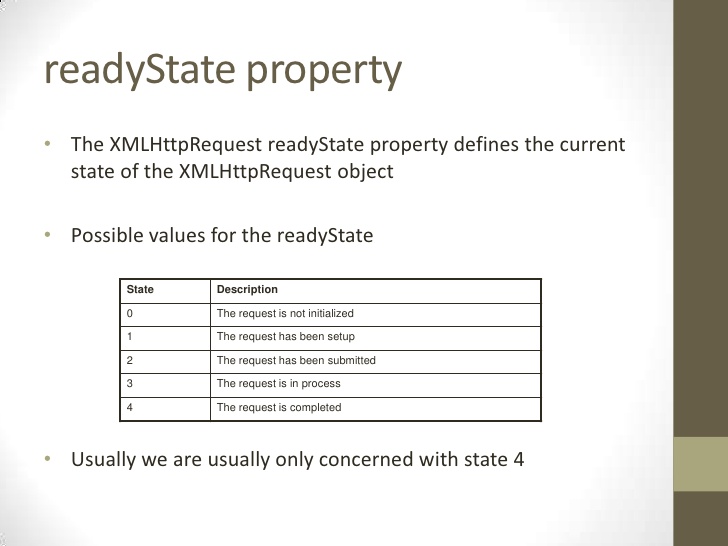 readyState property
• The XMLHttpRequest readyState property defines the current
state of the XMLHttpRequest object
• Possible values for the readyState
State Description
0 The request is not initialized
1 The request has been setup
2 The request has been submitted
3 The request is in process
4 The request is completed
• Usually we are usually only concerned with state 4